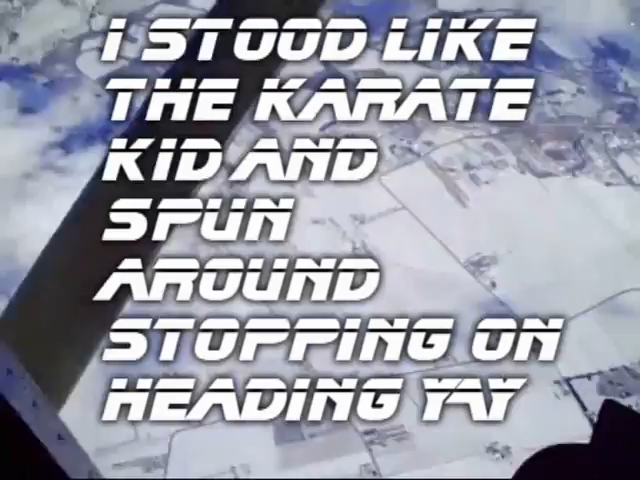 I STOOD LIKE
THE KARATE
KID AND
SPUN
AROUND
STOPPING ON
HEADING YAY